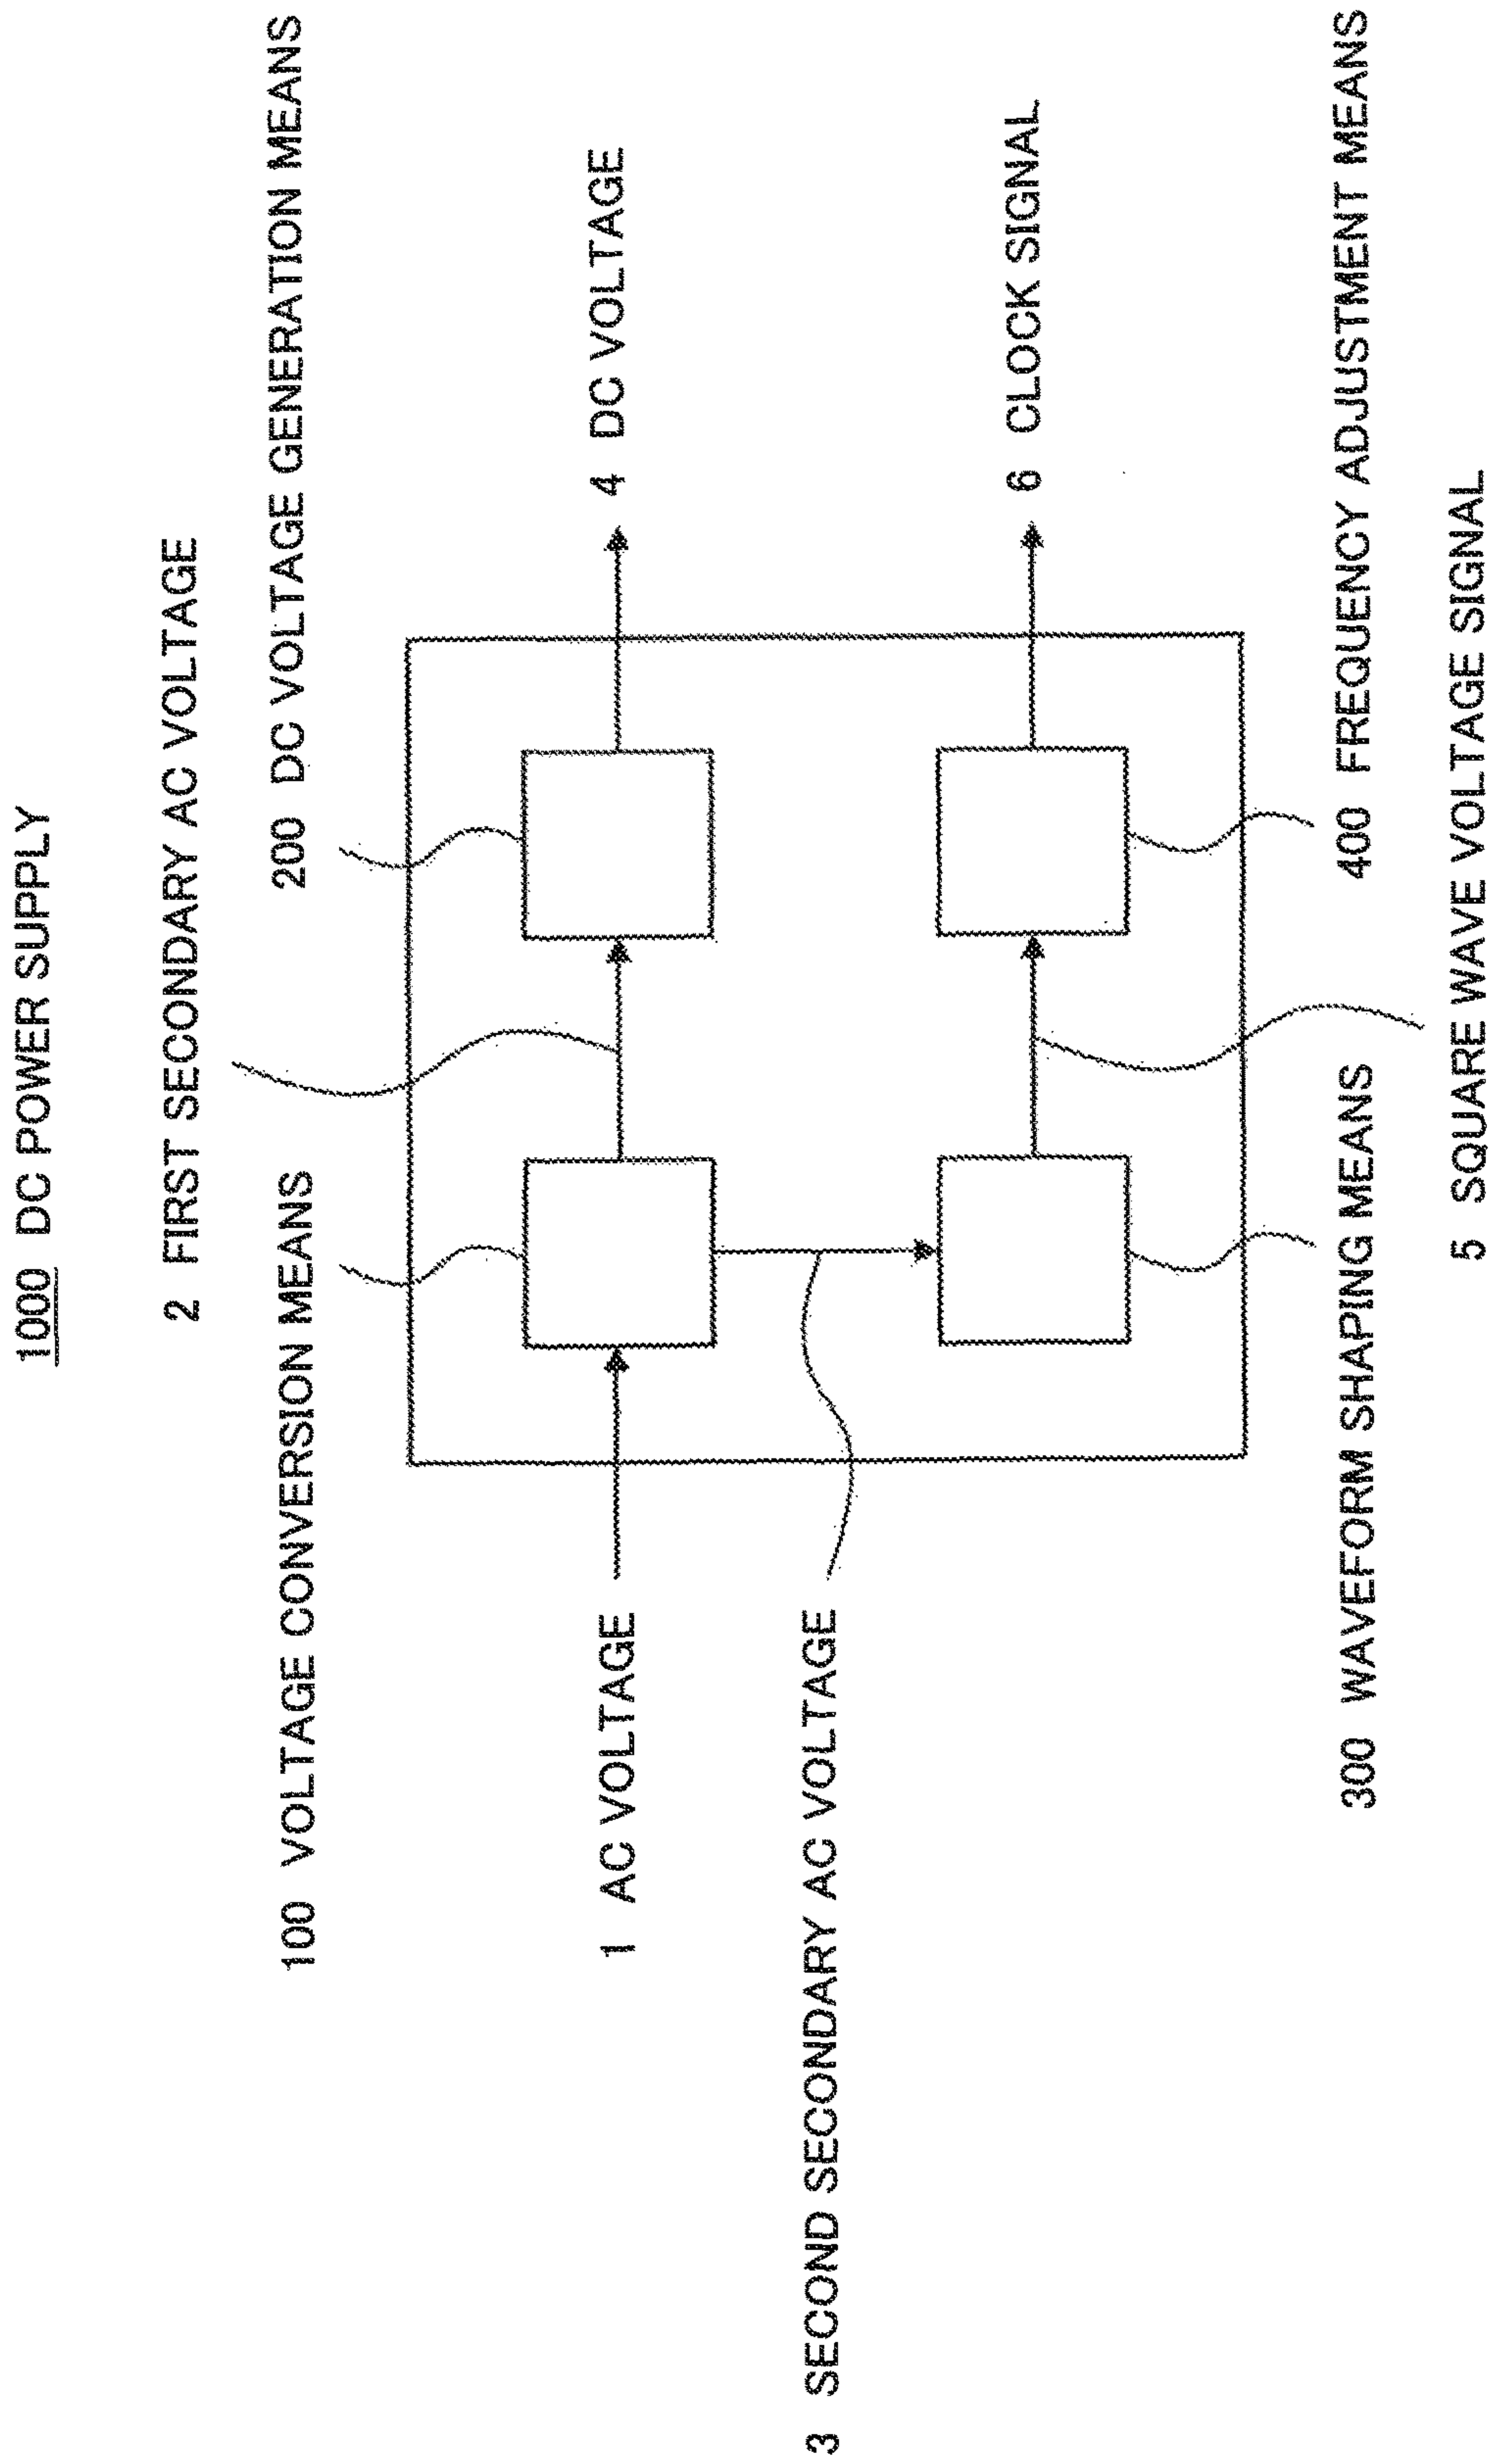 1000 DC POWER SUPPLY
2 FIRST SECONDARY AC VOLTAGE
100 VOLTAGE CONVERSION MEANS
200 DC VOLTAGE GENERATION MEANS
1 AC VOLTAGE
4 DC VOLTAGE
3 SECOND SECONDARY AC VOLTAGE
6 CLOCK SIGNAL
300 WAVEFORM SHAPING MEANS
400 FREQUENCY ADJUSTMENT MEANS
5 SQUARE WAVE VOLTAGE SIGNAL